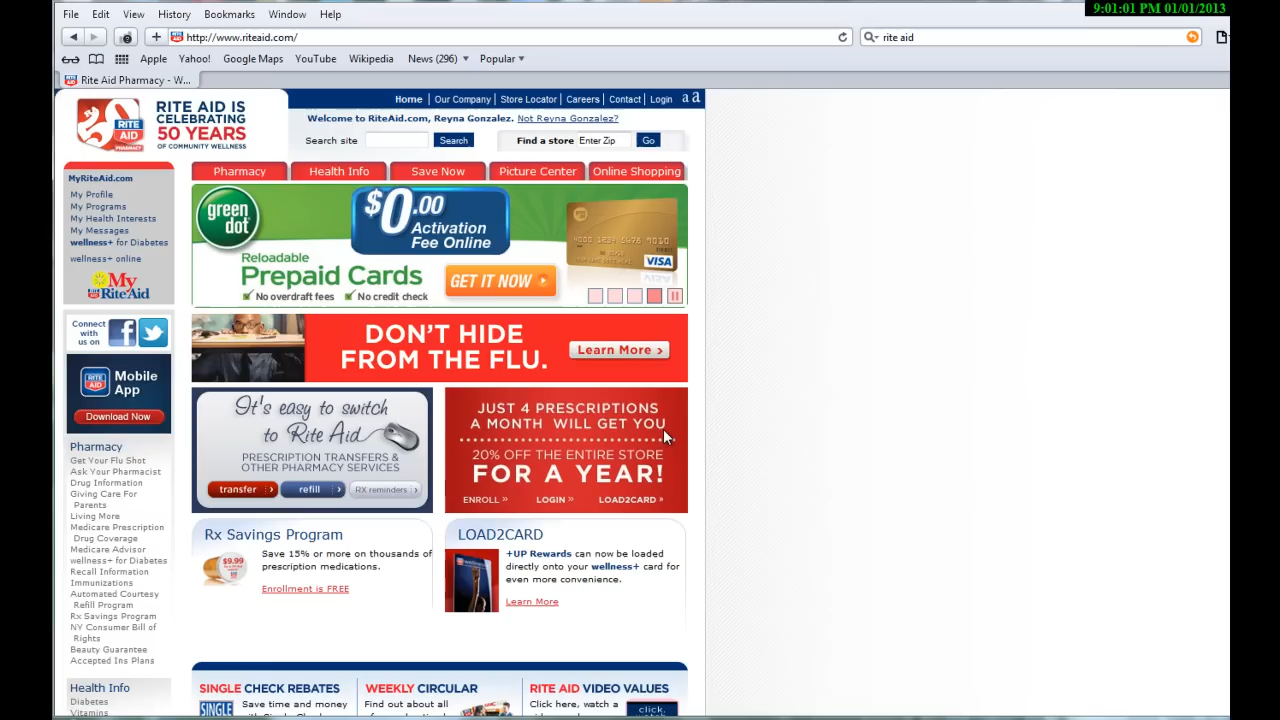 9:01:01 PM 01/01/2013
File Edit View History Bookmarks Window Help
http://www.riteaid.com/
rite aid
Apple Yahoo! Google Maps YouTube Wikipedia News (296) Popular
Rite Aid Pharmacy - W...
RITE AID IS
CELEBRATING
50 YEARS
OF COMMUNITY WELLNESS
RITE
AID
PHARMACY
Home Our Company Store Locator Careers Contact Login a a
Welcome to RiteAid.com, Reyna Gonzalez. Not Reyna Gonzalez?
Search site Search Find a store Enter Zip Go
Pharmacy Health Info Save Now Picture Center Online Shopping
MyRiteAid.com
My Profile
My Programs
My Health Interests
My Messages
wellness+ for Diabetes
wellness+ online
My
RiteAid
green
dot
$0.00
Activation
Fee Online
Reloadable
Prepaid Cards
No overdraft fees No credit check
GET IT NOW
4000 1234 5678 9010
VISA
Connect
with
us on
RITE
AID
Mobile
App
Download Now
DON'T HIDE
FROM THE FLU.
Learn More >
It's easy to switch
to Rite Aid
PRESCRIPTION TRANSFERS &
OTHER PHARMACY SERVICES
transfer > refill > RX reminders >
JUST 4 PRESCRIPTIONS
A MONTH WILL GET YOU
20% OFF THE ENTIRE STORE
FOR A YEAR!
ENROLL » LOGIN » LOAD2CARD »
Pharmacy
Get Your Flu Shot
Ask Your Pharmacist
Drug Information
Giving Care For
Parents
Living More
Medicare Prescription
Drug Coverage
Medicare Advisor
wellness+ for Diabetes
Recall Information
Immunizations
Automated Courtesy
Refill Program
Rx Savings Program
NY Consumer Bill of
Rights
Beauty Guarantee
Accepted Ins Plans
Health Info
Diabetes
Vitamins
Rx Savings Program
$9.99
Save 15% or more on thousands of
prescription medications.
Enrollment is FREE
LOAD2CARD
+UP Rewards can now be loaded
directly onto your wellness+ card for
even more convenience.
Learn More
SINGLE CHECK REBATES
SINGLE
Save time and money
WEEKLY CIRCULAR
Find out about all
RITE AID VIDEO VALUES
Click here, watch a
click.